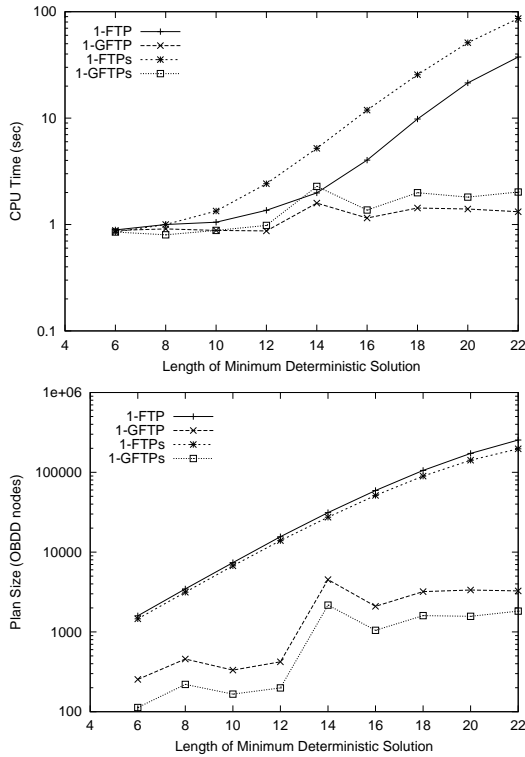 100
10
1
0.1
CPU Time (sec)
1-FTP
1-GFTP
1-FTPs
1-GFTPs
4 6 8 10 12 14 16 18 20 22
Length of Minimum Deterministic Solution
1e+06
100000
10000
1000
100
Plan Size (OBDD nodes)
1-FTP
1-GFTP
1-FTPs
1-GFTPs
4 6 8 10 12 14 16 18 20 22
Length of Minimum Deterministic Solution